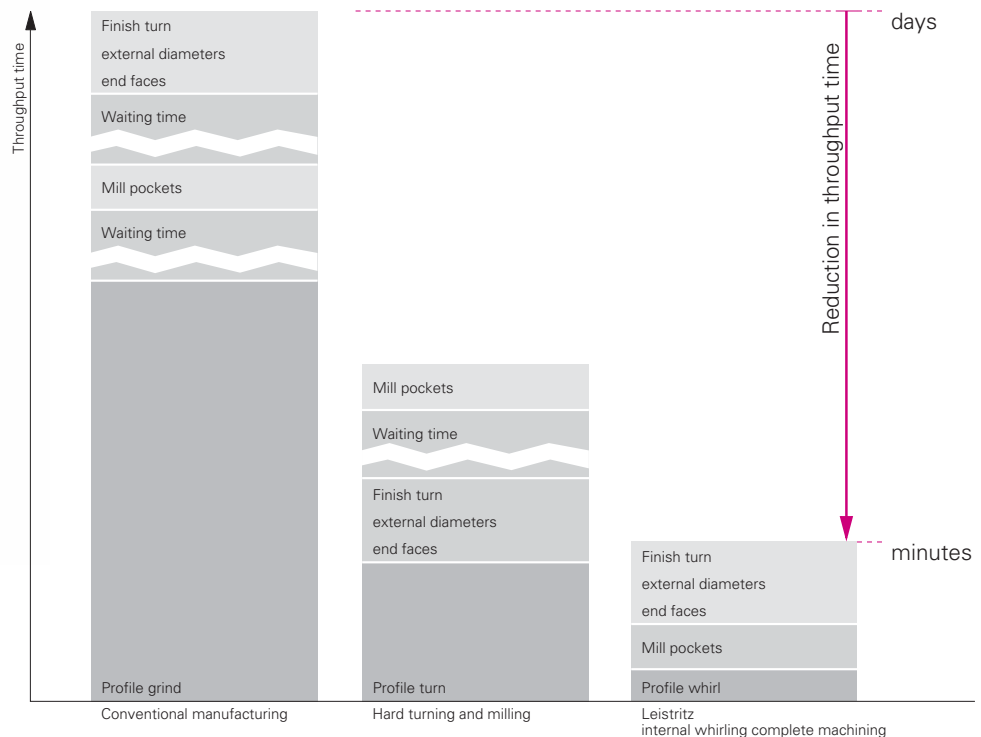 Throughput time
Finish turn
external diameters
end faces
Waiting time
Mill pockets
Waiting time
Profile grind
Conventional manufacturing
Mill pockets
Waiting time
Finish turn
external diameters
end faces
Profile turn
Hard turning and milling
Finish turn
external diameters
end faces
Mill pockets
Profile whirl
Leistritz
internal whirling complete machining
Reduction in throughput time
days
minutes